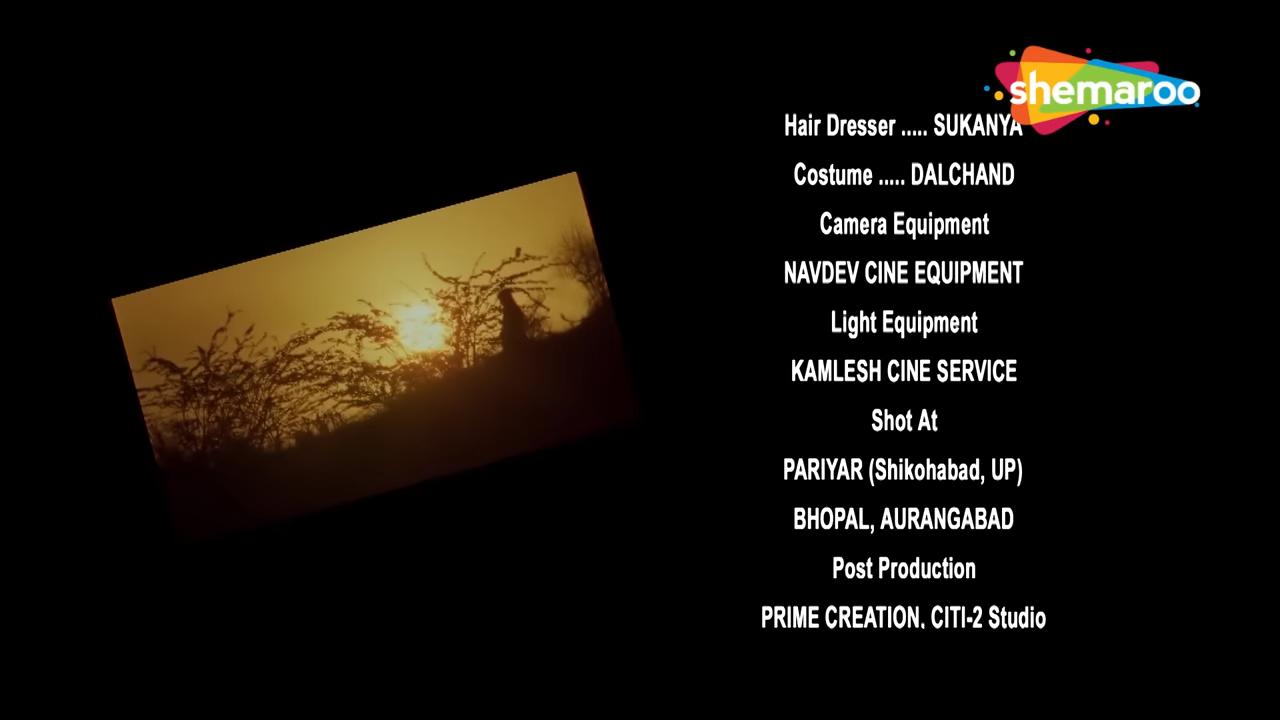 shemaroo
Hair Dresser ..... SUKANYA
Costume ..... DALCHAND
Camera Equipment
NAVDEV CINE EQUIPMENT
Light Equipment
KAMLESH CINE SERVICE
Shot At
PARIYAR (Shikohabad, UP)
BHOPAL, AURANGABAD
Post Production
PRIME CREATION, CITI-2 Studio